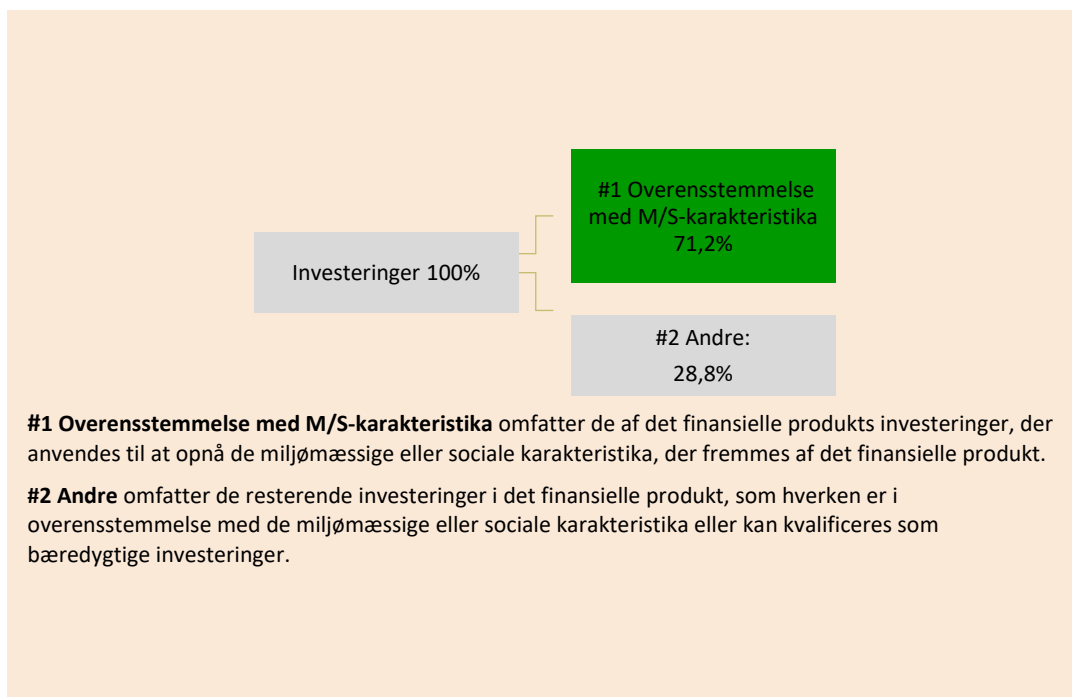 #1 Overensstemmelse
med M/S-karakteristika
71,2%
Investeringer 100%
#2 Andre:
28,8%
#1 Overensstemmelse med M/S-karakteristika omfatter de af det finansielle produkts investeringer, der
anvendes til at opnå de miljømæssige eller sociale karakteristika, der fremmes af det finansielle produkt.
#2 Andre omfatter de resterende investeringer i det finansielle produkt, som hverken er i
overensstemmelse med de miljømæssige eller sociale karakteristika eller kan kvalificeres som
bæredygtige investeringer.